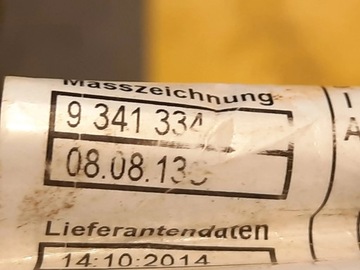 Masszeichnung
9 341 334
08.08.13
Lieferantendaten
14.10.2014